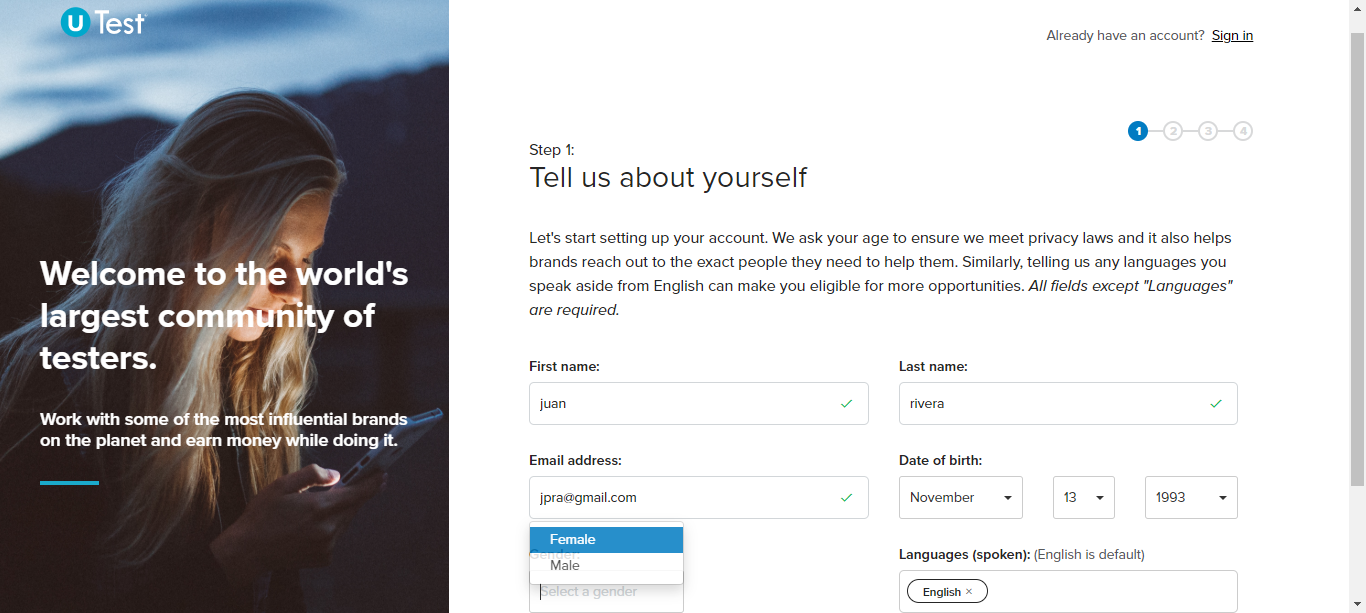 U Test
Already have an account? Sign in
1 2 3 4
Step 1:
Tell us about yourself
Let's start setting up your account. We ask your age to ensure we meet privacy laws and it also helps
brands reach out to the exact people they need to help them. Similarly, telling us any languages you
speak aside from English can make you eligible for more opportunities. All fields except "Languages"
are required.
Welcome to the world's
largest community of
testers.
Work with some of the most influential brands
on the planet and earn money while doing it.
First name:
Last name:
juan
rivera
Email address:
Date of birth:
jpra@gmail.com
November 13 1993
Female
Gender:
Male
Select a gender
Languages (spoken): (English is default)
English ×